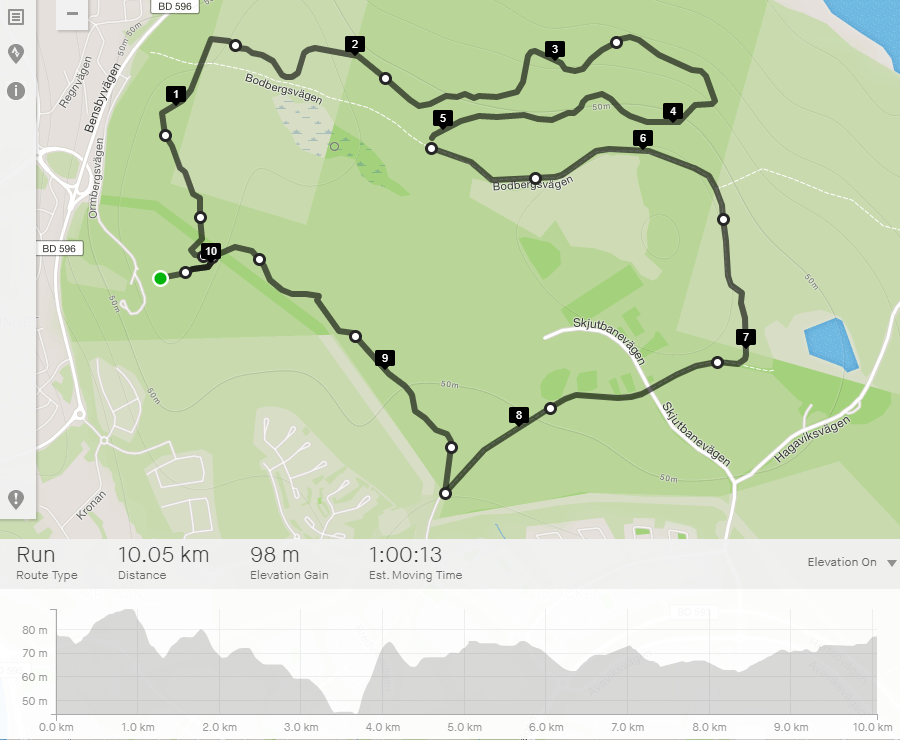 BD 596
50m
Regnvägen
Bensbyvägen
Ormbergsvägen
1
2
3
Bodbergsvägen
50m
4
5
6
Bodbergsvägen
BD 596
10
50m
50m
Skjutbanevägen
7
9
50m
50m
8
Skjutbanevägen
Hagaviksvägen
50m
Kronan
Run
10.05 km
98 m
1:00:13
Route Type
Distance
Elevation Gain
Est. Moving Time
Elevation On
80 m
70 m
60 m
50 m
0.0 km
1.0 km
2.0 km
3.0 km
4.0 km
5.0 km
6.0 km
7.0 km
8.0 km
9.0 km
10.0 km